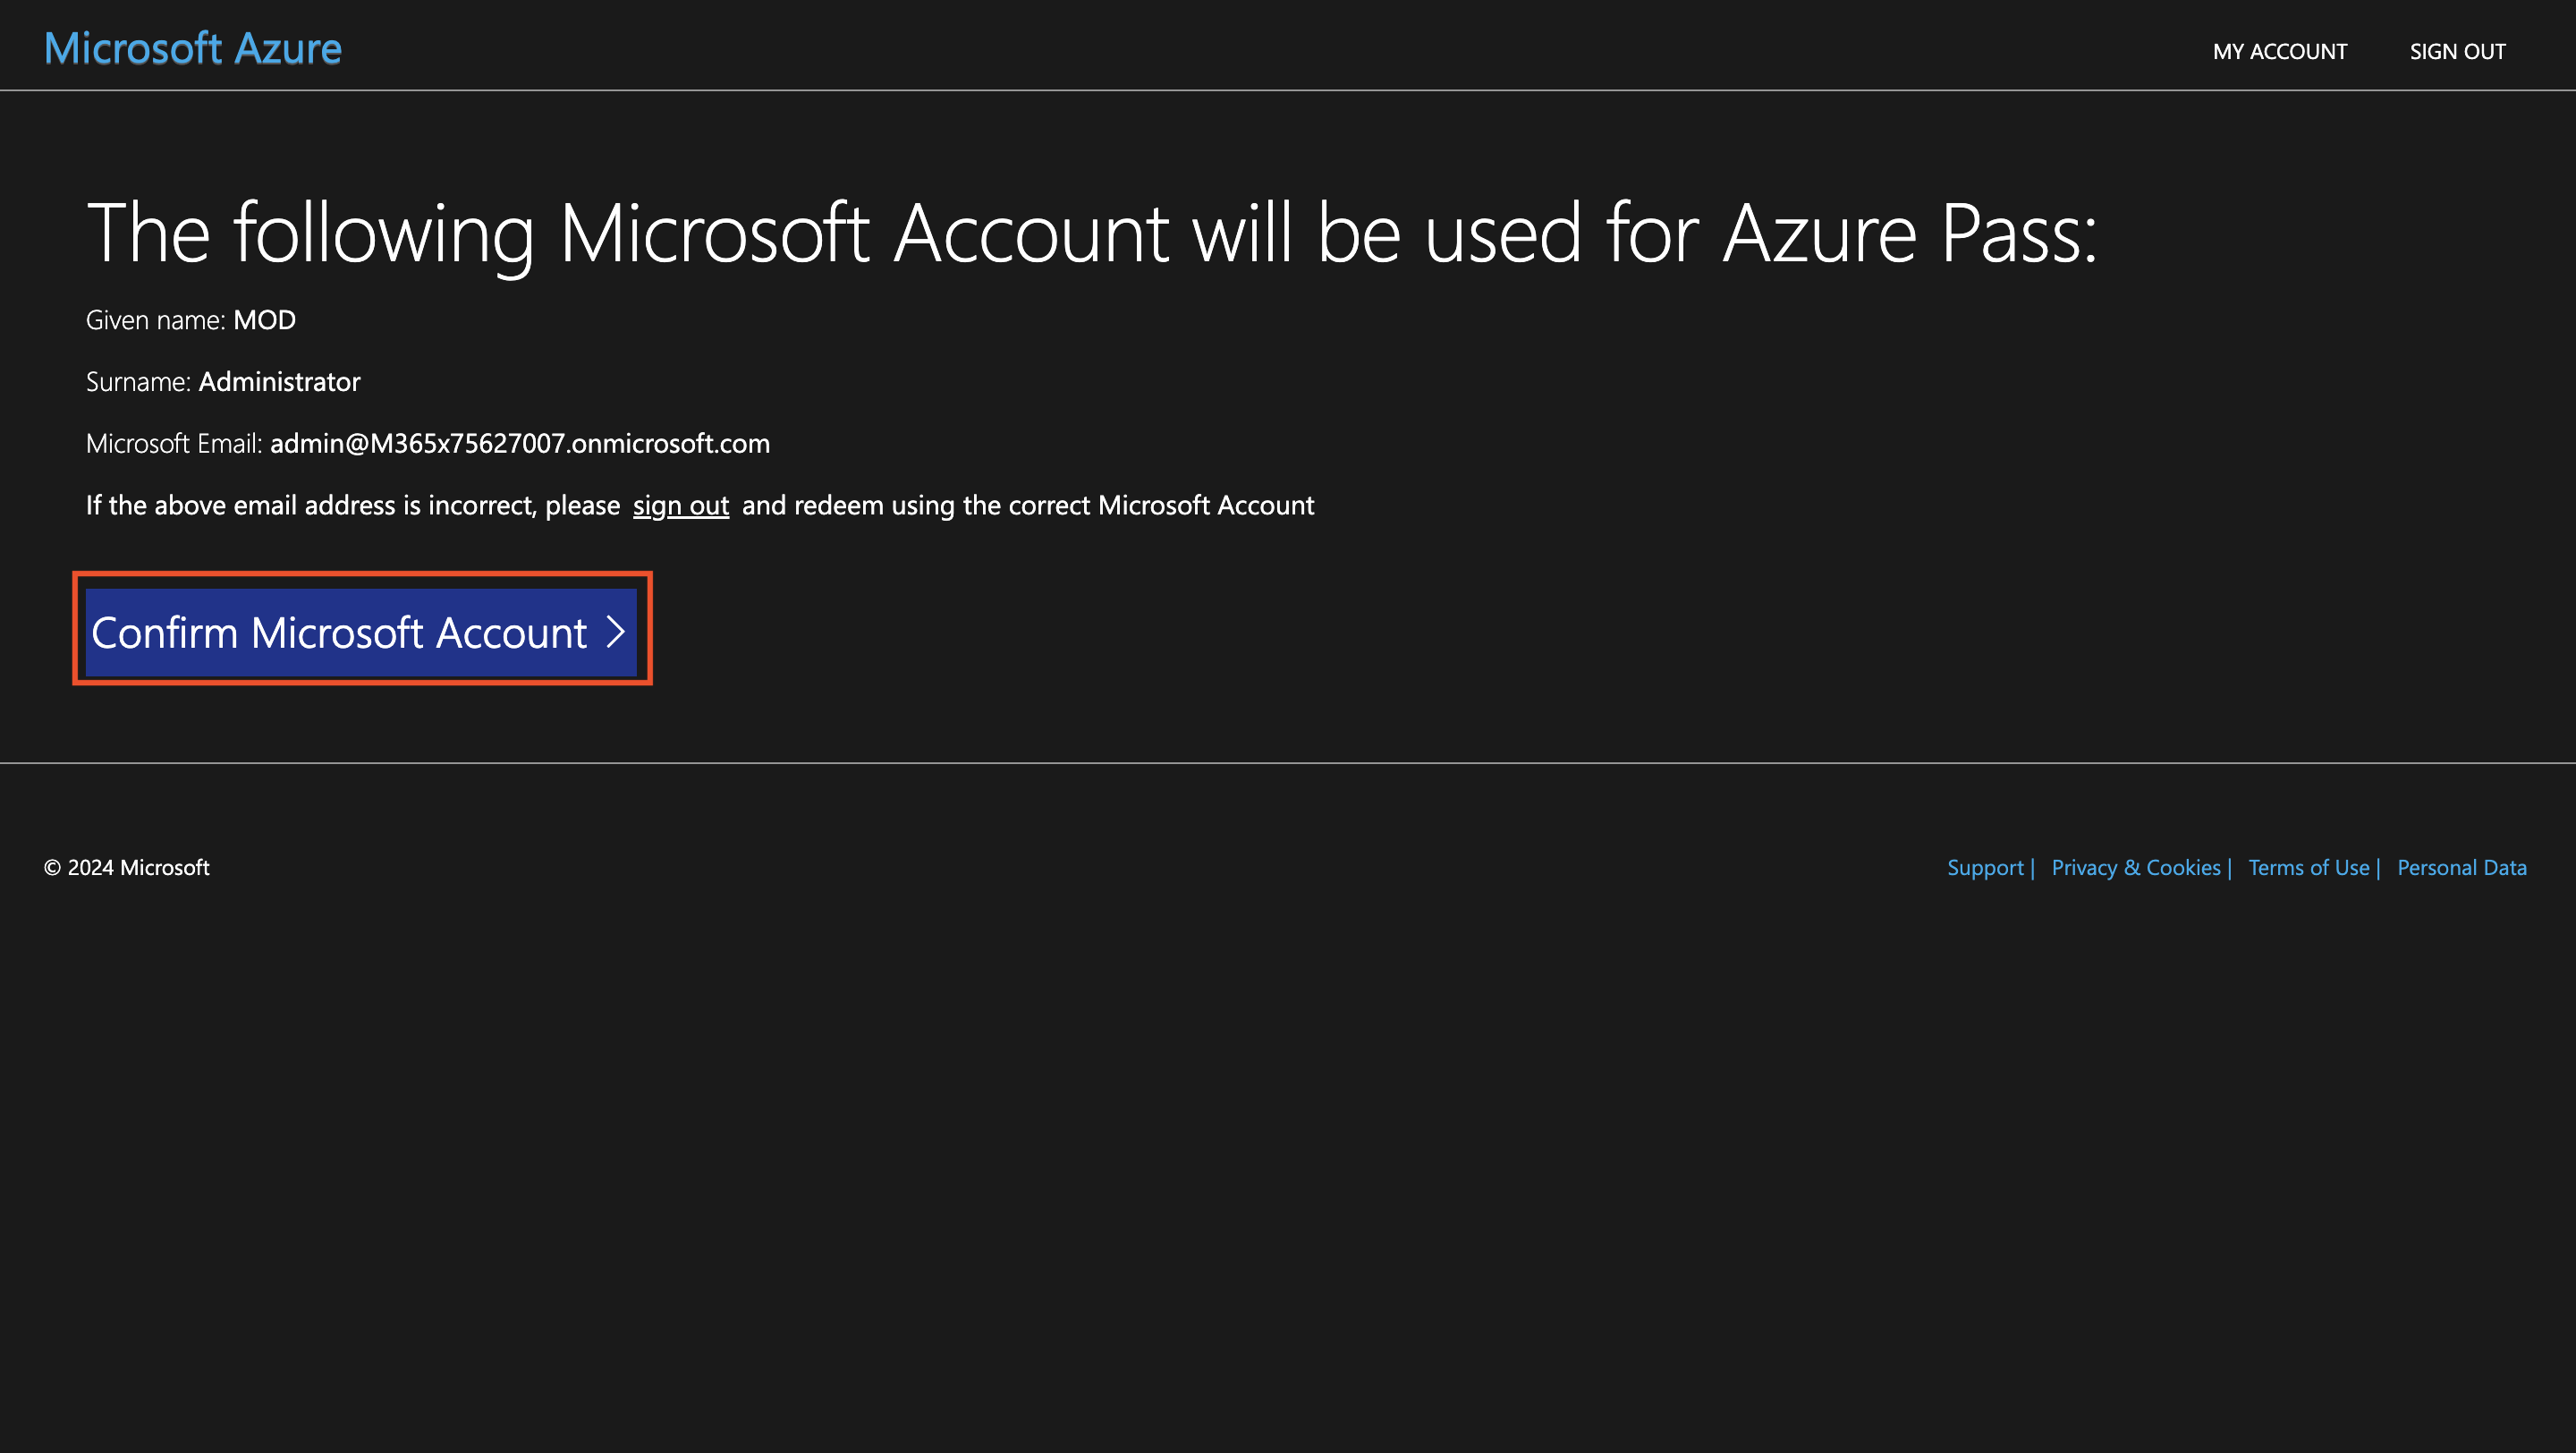 Microsoft Azure
MY ACCOUNT
SIGN OUT
The following Microsoft Account will be used for Azure Pass:
Given name: MOD
Surname: Administrator
Microsoft Email: admin@M365x75627007.onmicrosoft.com
If the above email address is incorrect, please sign out and redeem using the correct Microsoft Account
Confirm Microsoft Account
© 2024 Microsoft
Support | Privacy & Cookies | Terms of Use | Personal Data